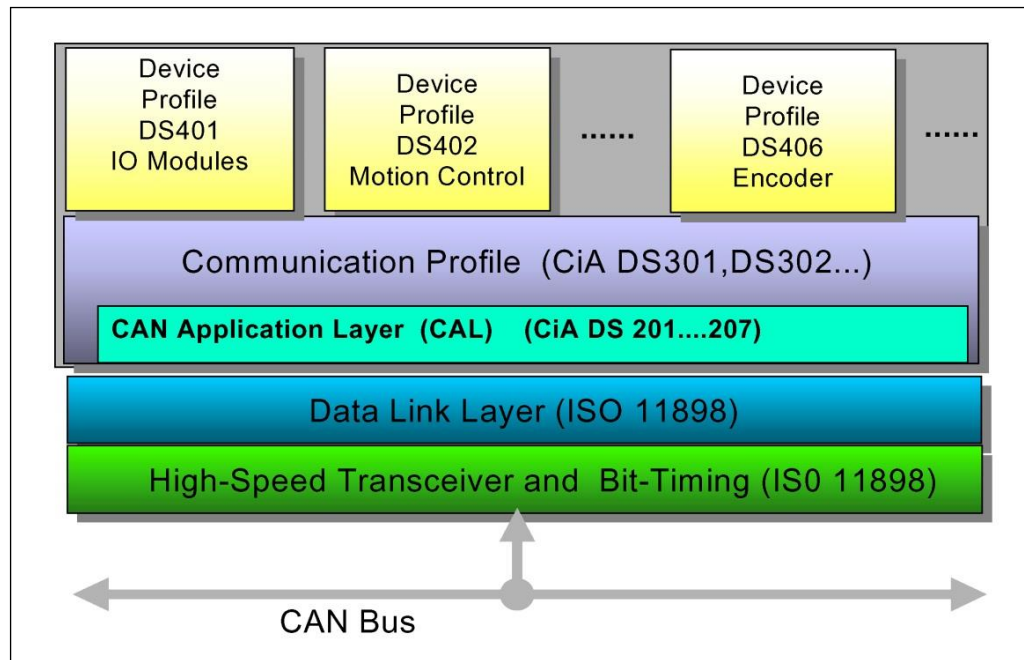 Device
Profile
DS401
IO Modules
Device
Profile
DS402
Motion Control
......
Device
Profile
DS406
Encoder
......
Communication Profile (CiA DS301,DS302...)
CAN Application Layer (CAL) (CiA DS 201....207)
Data Link Layer (ISO 11898)
High-Speed Transceiver and Bit-Timing (IS0 11898)
CAN Bus